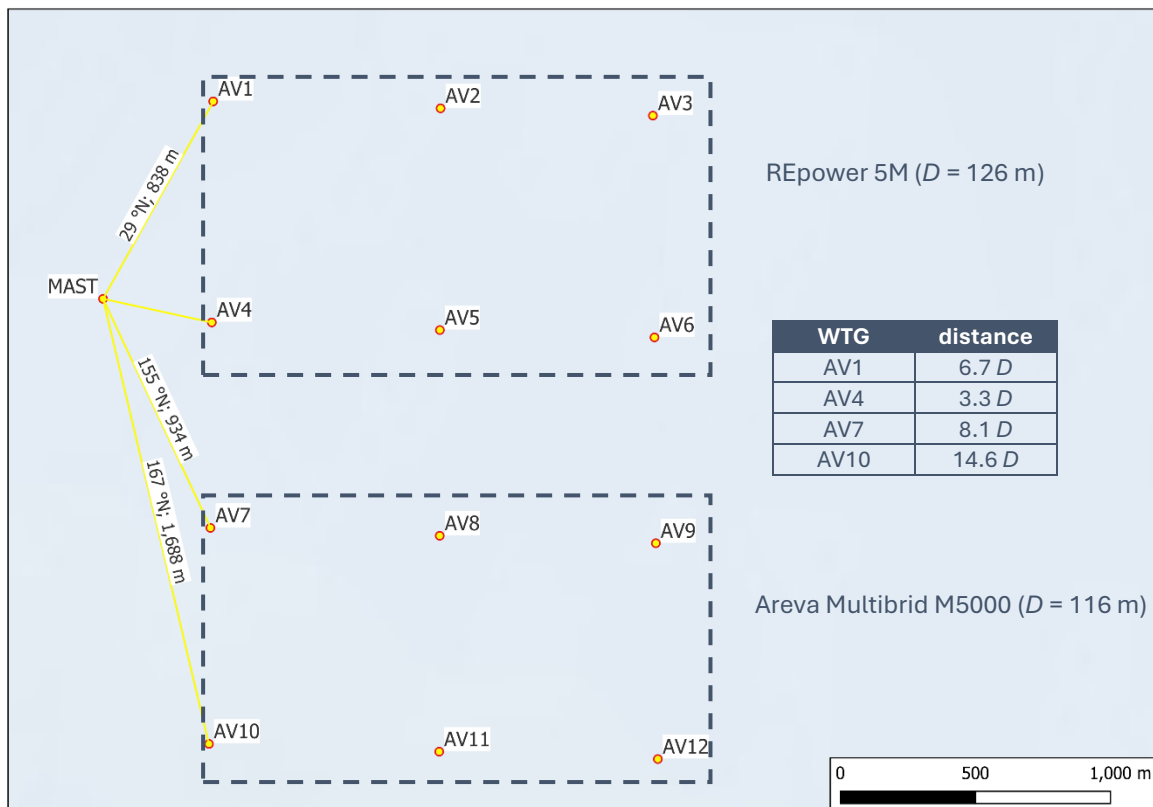 AV1
AV2
AV3
29 °N; 838 m
REpower 5M (D = 126 m)
MAST
AV4
AV5
AV6
WTG distance
AV1 6.7 D
AV4 3.3 D
AV7 8.1 D
AV10 14.6 D
155 °N; 934 m
167 °N; 1,688 m
AV7
AV8
AV9
Areva Multibrid M5000 (D = 116 m)
AV10
AV11
AV12
0 500 1,000 m